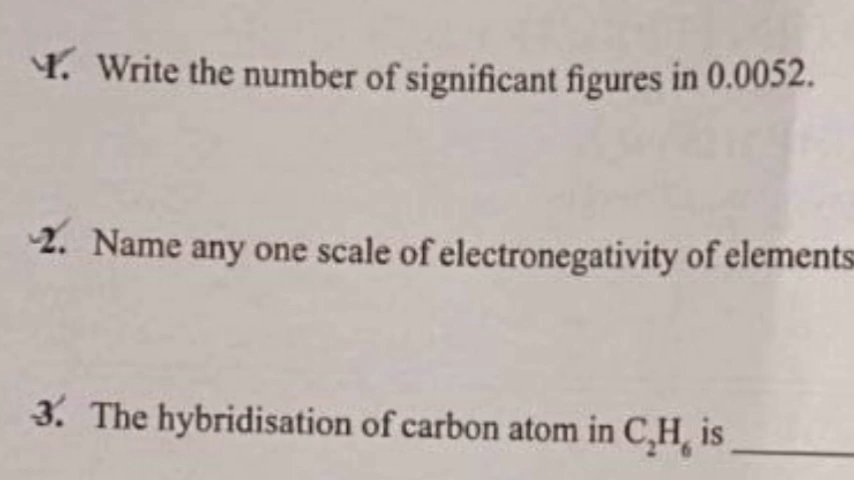 1. Write the number of significant figures in 0.0052.
2. Name any one scale of electronegativity of elements
3. The hybridisation of carbon atom in C₂H₆ is ______